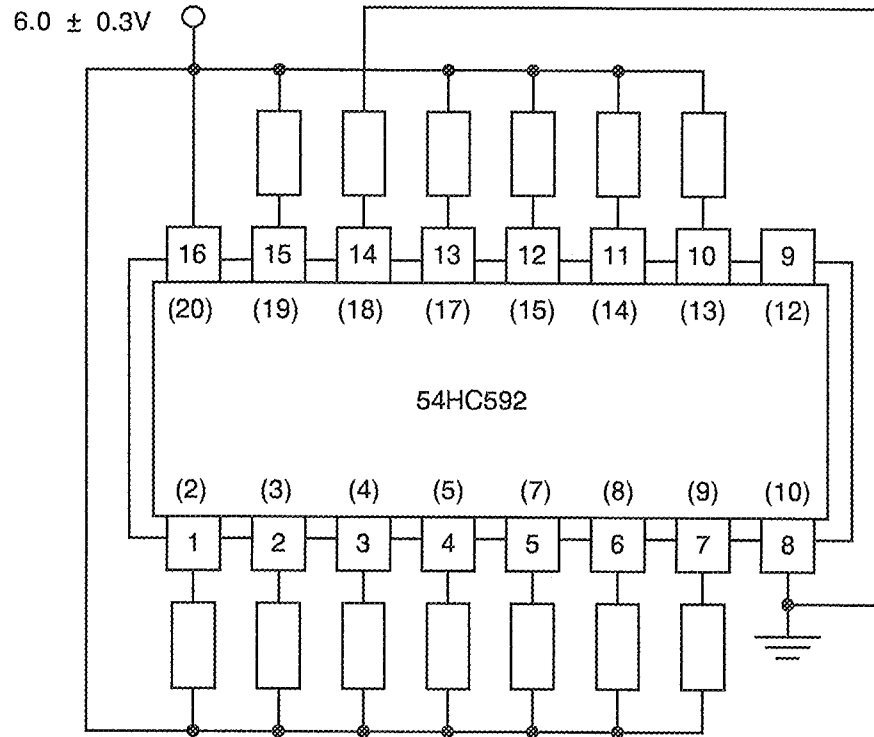 6.0 ± 0.3V
16 15 14 13 12 11 10 9
(20) (19) (18) (17) (15) (14) (13) (12)
54HC592
(2) (3) (4) (5) (7) (8) (9) (10)
1 2 3 4 5 6 7 8